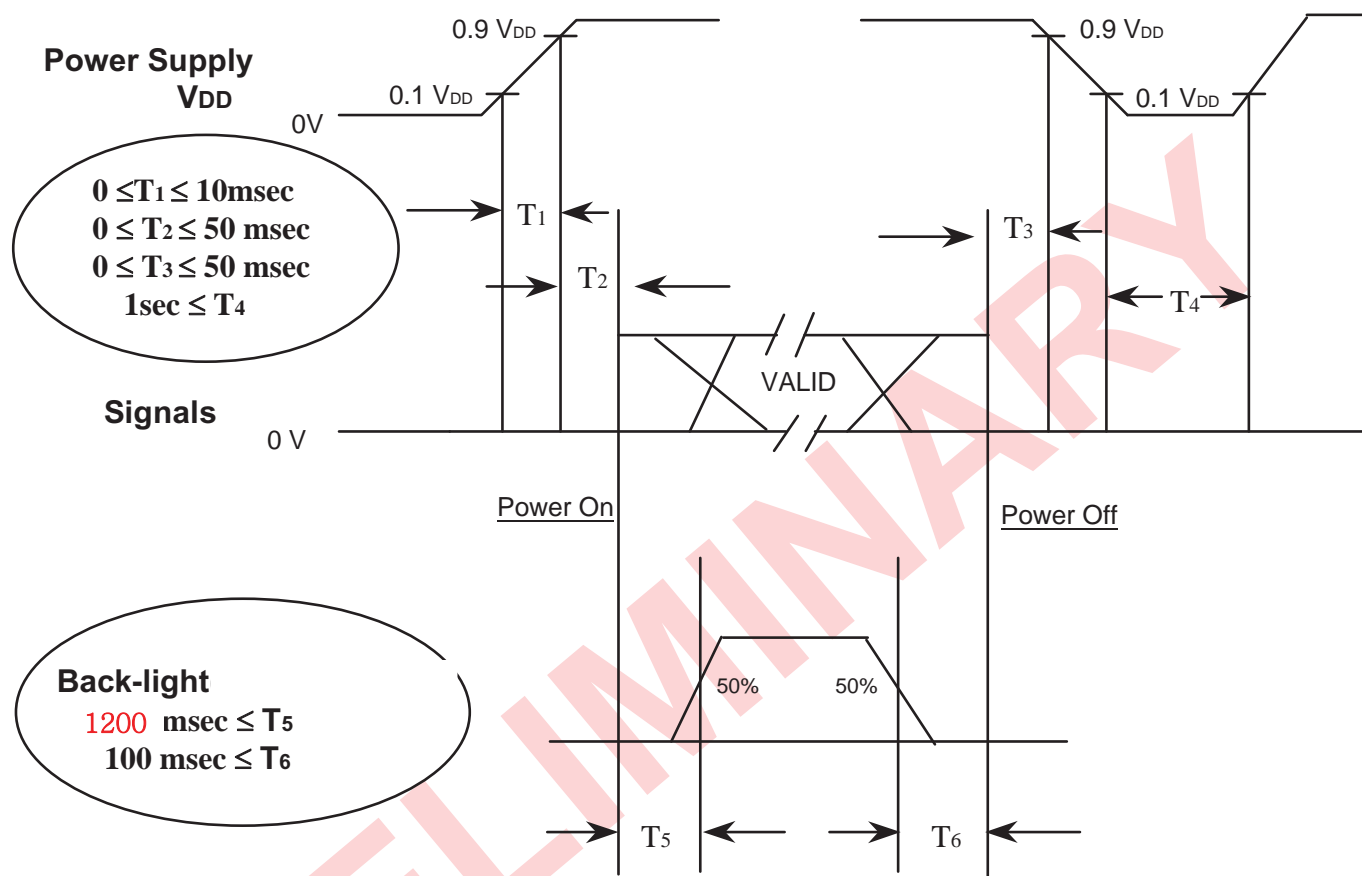 0.9 VDD
0.9 VDD
Power Supply
VDD
0.1 VDD
0.1 VDD
0V
0 ≤T1 ≤ 10msec
0 ≤ T2 ≤ 50 msec
0 ≤ T3 ≤ 50 msec
1sec ≤ T4
T1
T3
T2
T4
VALID
Signals
0 V
Power On
Power Off
Back-light
1200 msec ≤ T5
100 msec ≤ T6
50%
50%
T5
T6
ELIMINARY